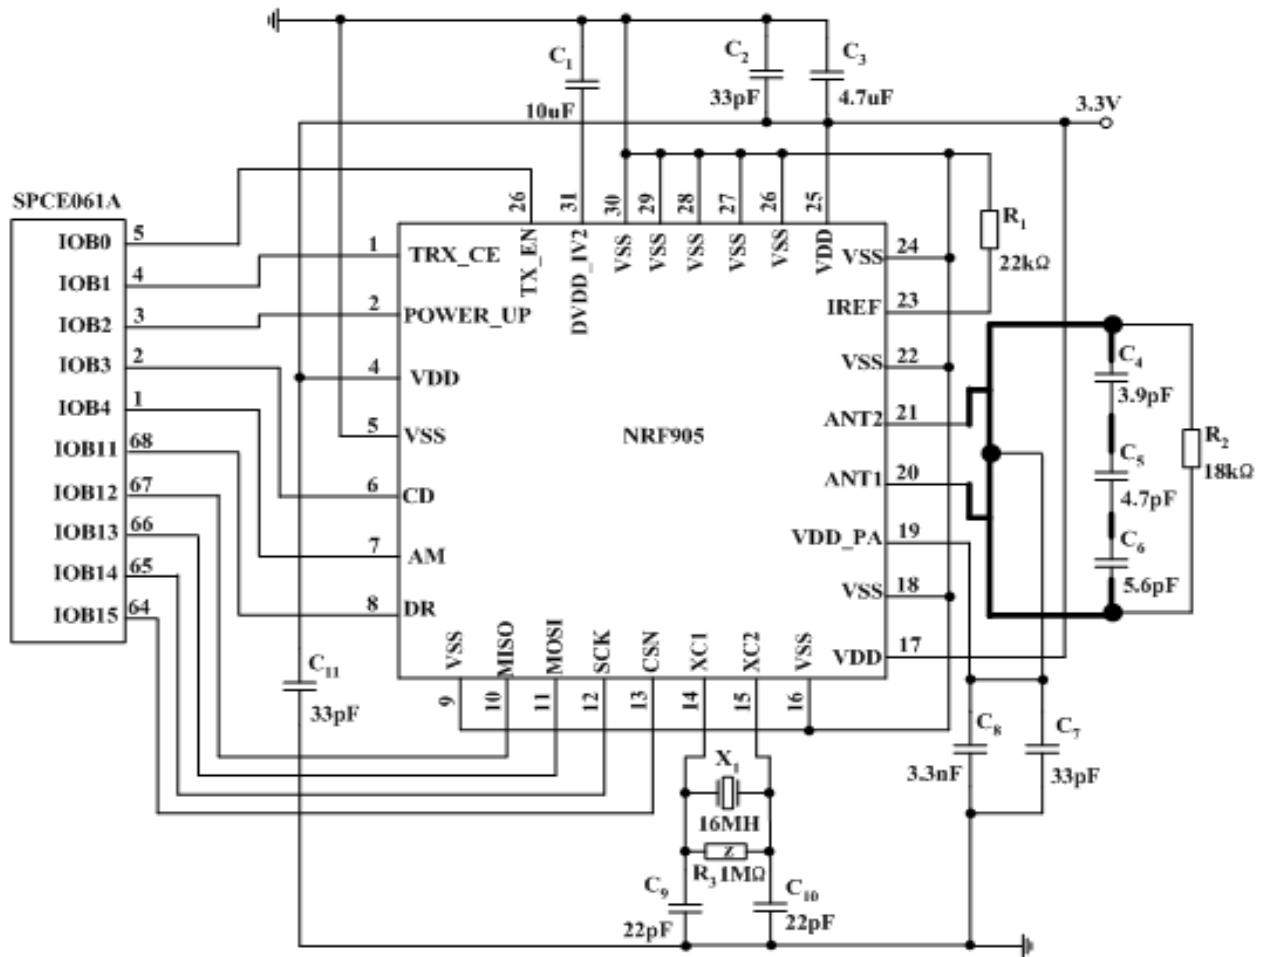 C1
10uF
C2
33pF
C3
4.7uF
3.3V
SPCE061A
IOB0 5
IOB1 4
IOB2 3
IOB3 2
IOB4 1
IOB11 68
IOB12 67
IOB13 66
IOB14 65
IOB15 64
26 31 30 29 28 27 26 25
TX_EN DVDD_IV2 VSS VSS VSS VSS VSS VDD
1 TRX_CE
2 POWER_UP
4 VDD
5 VSS
6 CD
7 AM
8 DR
NRF905
VSS 24
IREF 23
VSS 22
ANT2 21
ANT1 20
VDD_PA 19
VSS 18
VDD 17
VSS MISO MOSI SCK CSN XC1 XC2 VSS
9 10 11 12 13 14 15 16
R1
22kΩ
C4
3.9pF
C5
4.7pF
C6
5.6pF
R2
18kΩ
C11
33pF
C8
3.3nF
C7
33pF
X1
16MH
z
R3 1MΩ
C9
22pF
C10
22pF